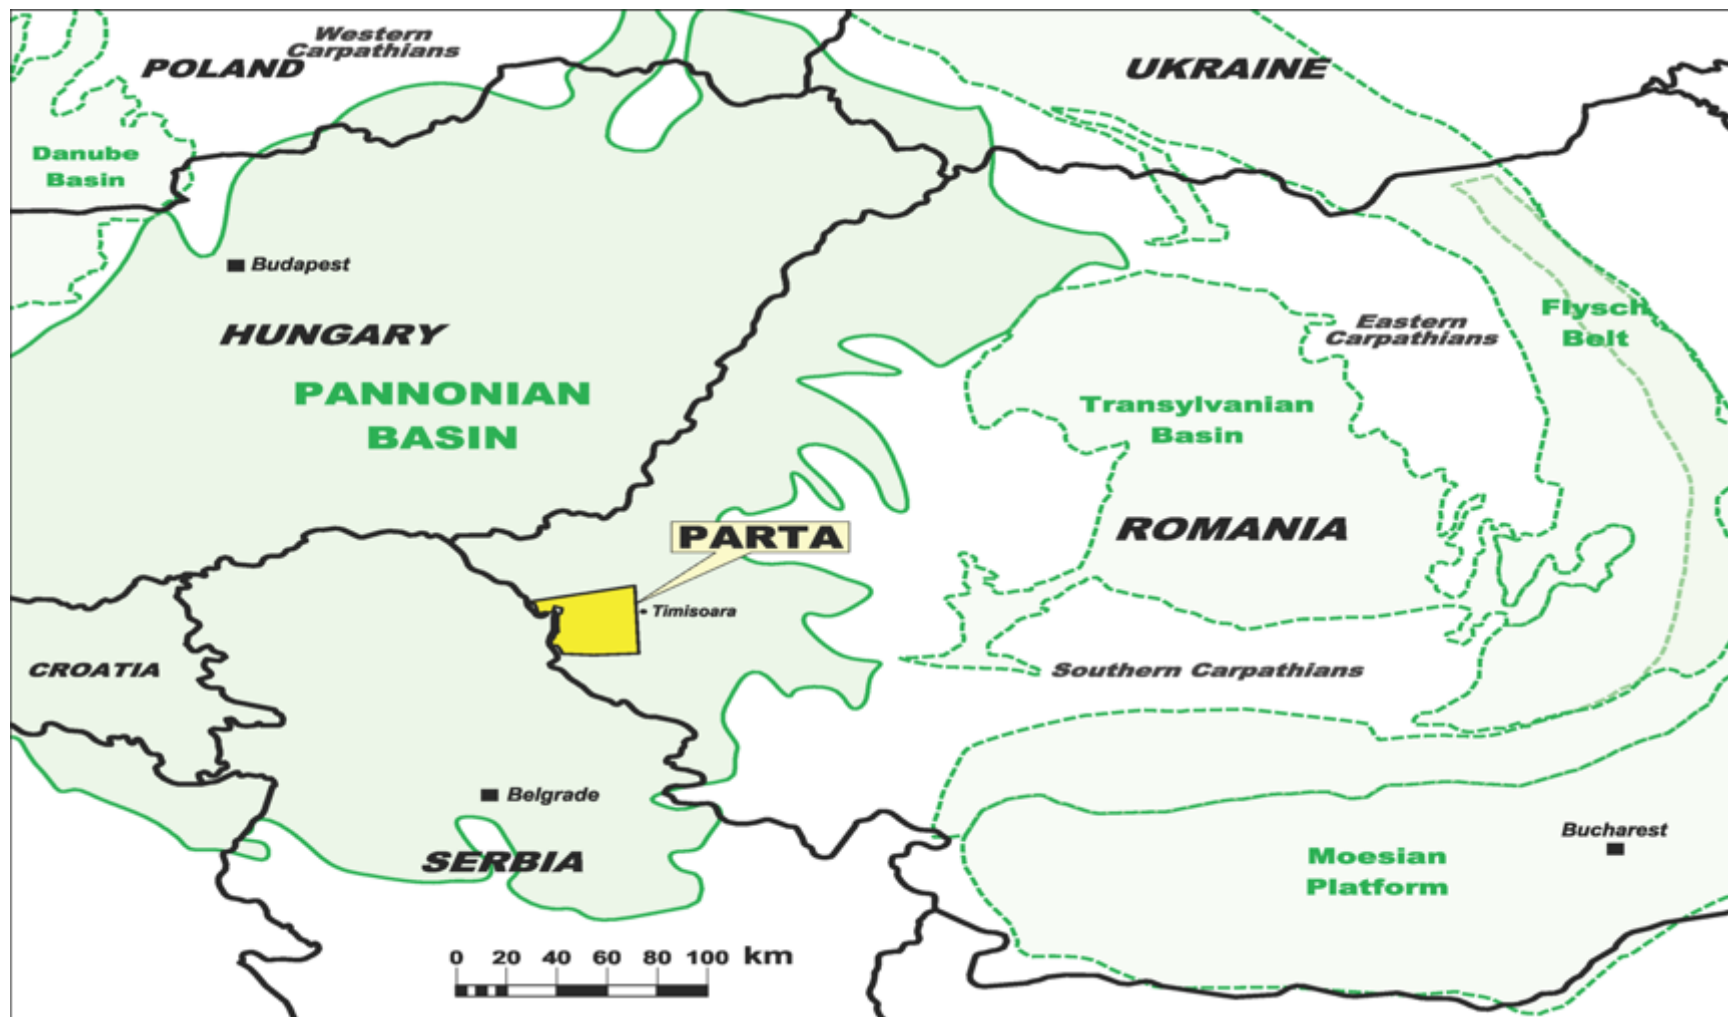 Western
Carpathians
POLAND
UKRAINE
Danube
Basin
Budapest
HUNGARY
PANNONIAN
BASIN
Flysch
Belt
Eastern
Carpathians
Transylvanian
Basin
ROMANIA
PARTA
Timisoara
CROATIA
Southern Carpathians
Belgrade
SERBIA
Bucharest
Moesian
Platform
0 20 40 60 80 100 km